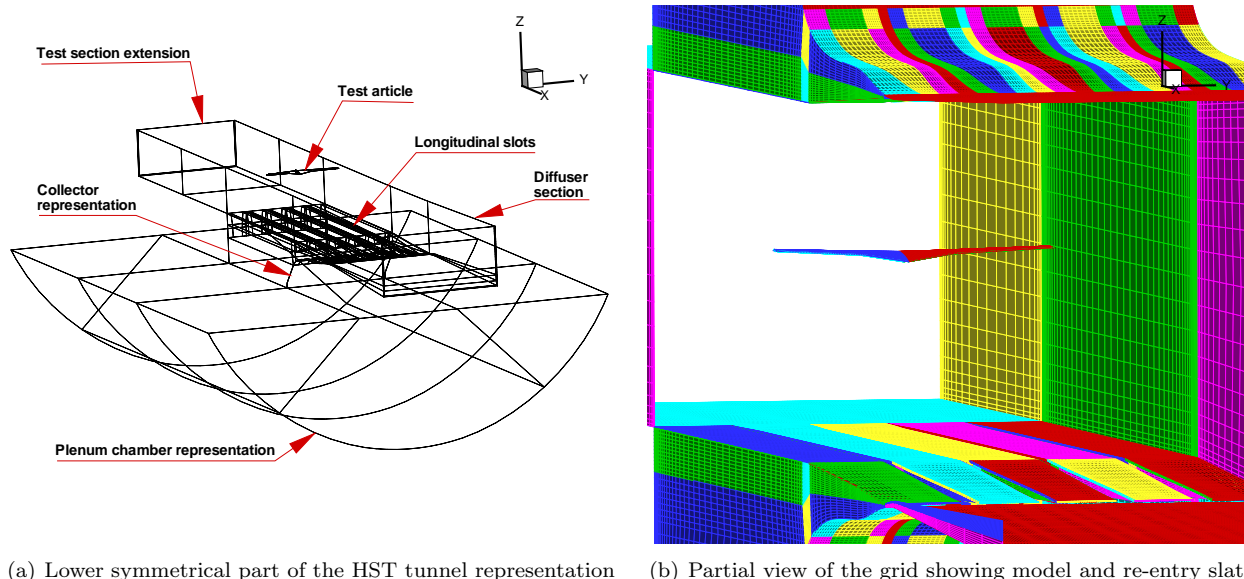 Test section extension
Z
Y
X
Test article
Longitudinal slots
Collector
representation
Diffuser
section
Plenum chamber representation
Z
X
Y
(a) Lower symmetrical part of the HST tunnel representation
(b) Partial view of the grid showing model and re-entry slat